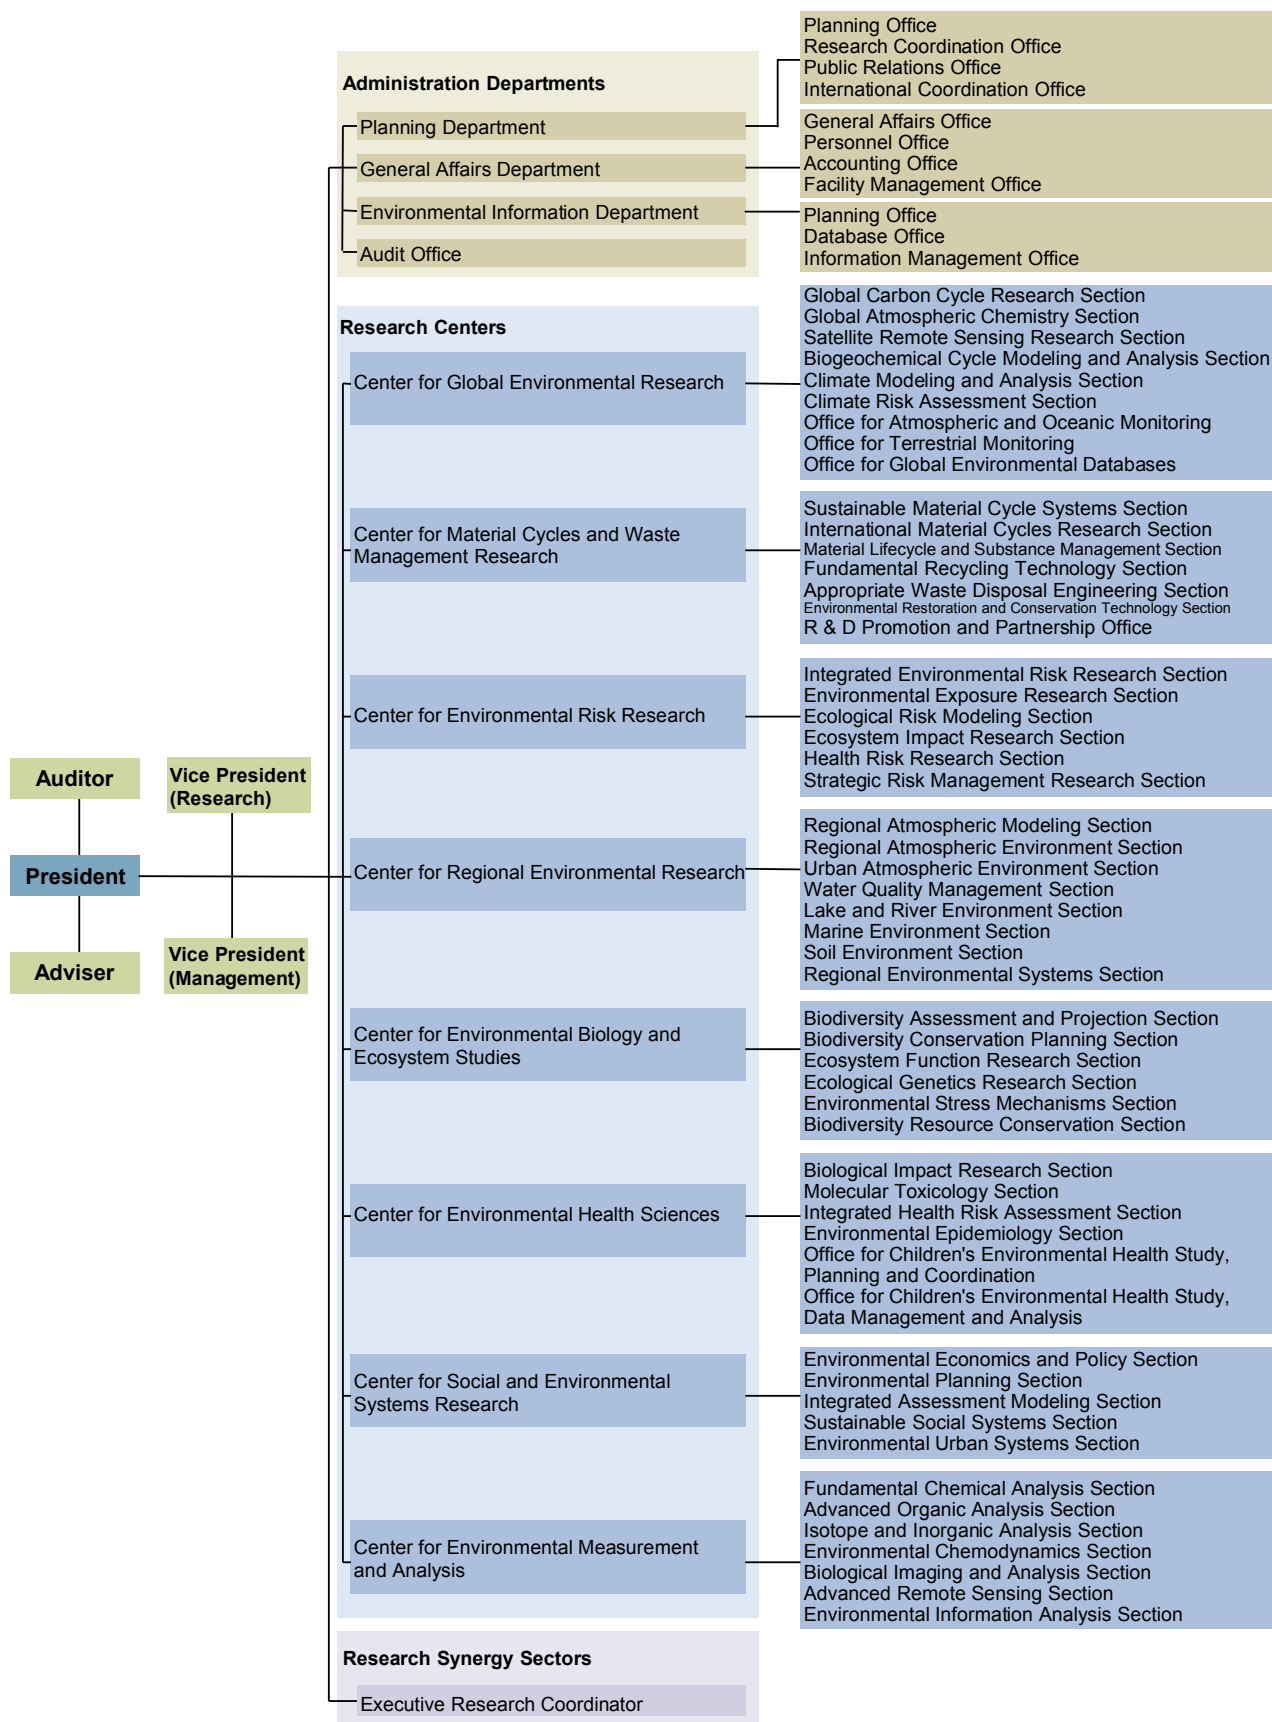 Auditor
President
Adviser
Vice President
(Research)
Vice President
(Management)
Administration Departments
Planning Department
General Affairs Department
Environmental Information Department
Audit Office
Planning Office
Research Coordination Office
Public Relations Office
International Coordination Office
General Affairs Office
Personnel Office
Accounting Office
Facility Management Office
Planning Office
Database Office
Information Management Office
Research Centers
Center for Global Environmental Research
Global Carbon Cycle Research Section
Global Atmospheric Chemistry Section
Satellite Remote Sensing Research Section
Biogeochemical Cycle Modeling and Analysis Section
Climate Modeling and Analysis Section
Climate Risk Assessment Section
Office for Atmospheric and Oceanic Monitoring
Office for Terrestrial Monitoring
Office for Global Environmental Databases
Center for Material Cycles and Waste
Management Research
Sustainable Material Cycle Systems Section
International Material Cycles Research Section
Material Lifecycle and Substance Management Section
Fundamental Recycling Technology Section
Appropriate Waste Disposal Engineering Section
Environmental Restoration and Conservation Technology Section
R & D Promotion and Partnership Office
Center for Environmental Risk Research
Integrated Environmental Risk Research Section
Environmental Exposure Research Section
Ecological Risk Modeling Section
Ecosystem Impact Research Section
Health Risk Research Section
Strategic Risk Management Research Section
Center for Regional Environmental Research
Regional Atmospheric Modeling Section
Regional Atmospheric Environment Section
Urban Atmospheric Environment Section
Water Quality Management Section
Lake and River Environment Section
Marine Environment Section
Soil Environment Section
Regional Environmental Systems Section
Center for Environmental Biology and
Ecosystem Studies
Biodiversity Assessment and Projection Section
Biodiversity Conservation Planning Section
Ecosystem Function Research Section
Ecological Genetics Research Section
Environmental Stress Mechanisms Section
Biodiversity Resource Conservation Section
Center for Environmental Health Sciences
Biological Impact Research Section
Molecular Toxicology Section
Integrated Health Risk Assessment Section
Environmental Epidemiology Section
Office for Children's Environmental Health Study,
Planning and Coordination
Office for Children's Environmental Health Study,
Data Management and Analysis
Center for Social and Environmental
Systems Research
Environmental Economics and Policy Section
Environmental Planning Section
Integrated Assessment Modeling Section
Sustainable Social Systems Section
Environmental Urban Systems Section
Center for Environmental Measurement
and Analysis
Fundamental Chemical Analysis Section
Advanced Organic Analysis Section
Isotope and Inorganic Analysis Section
Environmental Chemodynamics Section
Biological Imaging and Analysis Section
Advanced Remote Sensing Section
Environmental Information Analysis Section
Research Synergy Sectors
Executive Research Coordinator